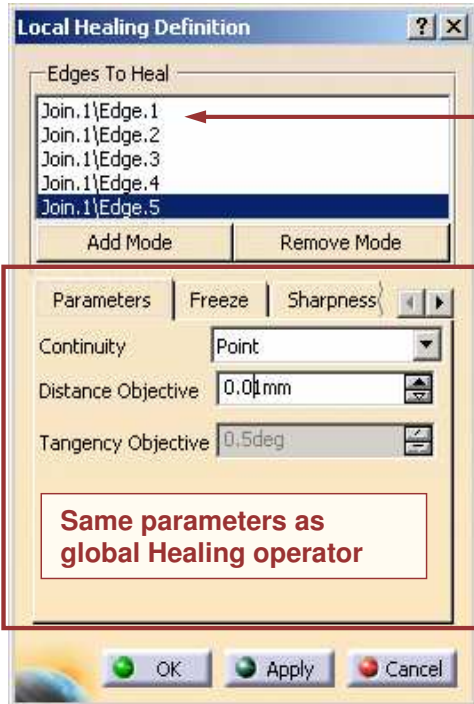 Local Healing Definition
Edges To Heal
Join.1\Edge.1
Join.1\Edge.2
Join.1\Edge.3
Join.1\Edge.4
Join.1\Edge.5
Add Mode Remove Mode
Parameters Freeze Sharpness
Continuity Point
Distance Objective 0.01mm
Tangency Objective 0.5deg
Same parameters as
global Healing operator
OK Apply Cancel